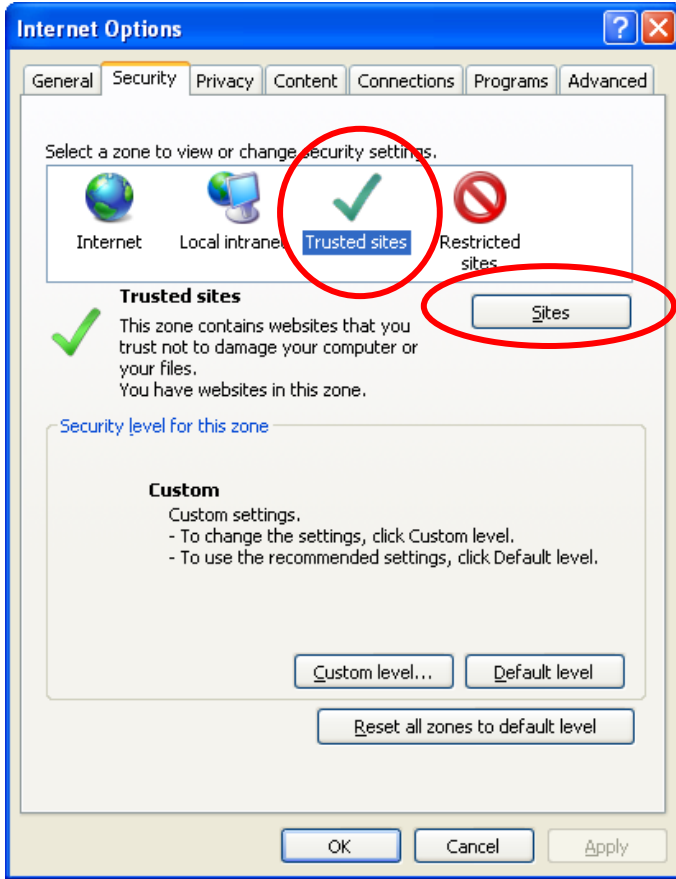 Internet Options
General Security Privacy Content Connections Programs Advanced
Select a zone to view or change security settings.
Internet Local intranet Trusted sites Restricted
sites
Trusted sites
Sites
This zone contains websites that you
trust not to damage your computer or
your files.
You have websites in this zone.
Security level for this zone
Custom
Custom settings.
- To change the settings, click Custom level.
- To use the recommended settings, click Default level.
Custom level... Default level
Reset all zones to default level
OK Cancel Apply